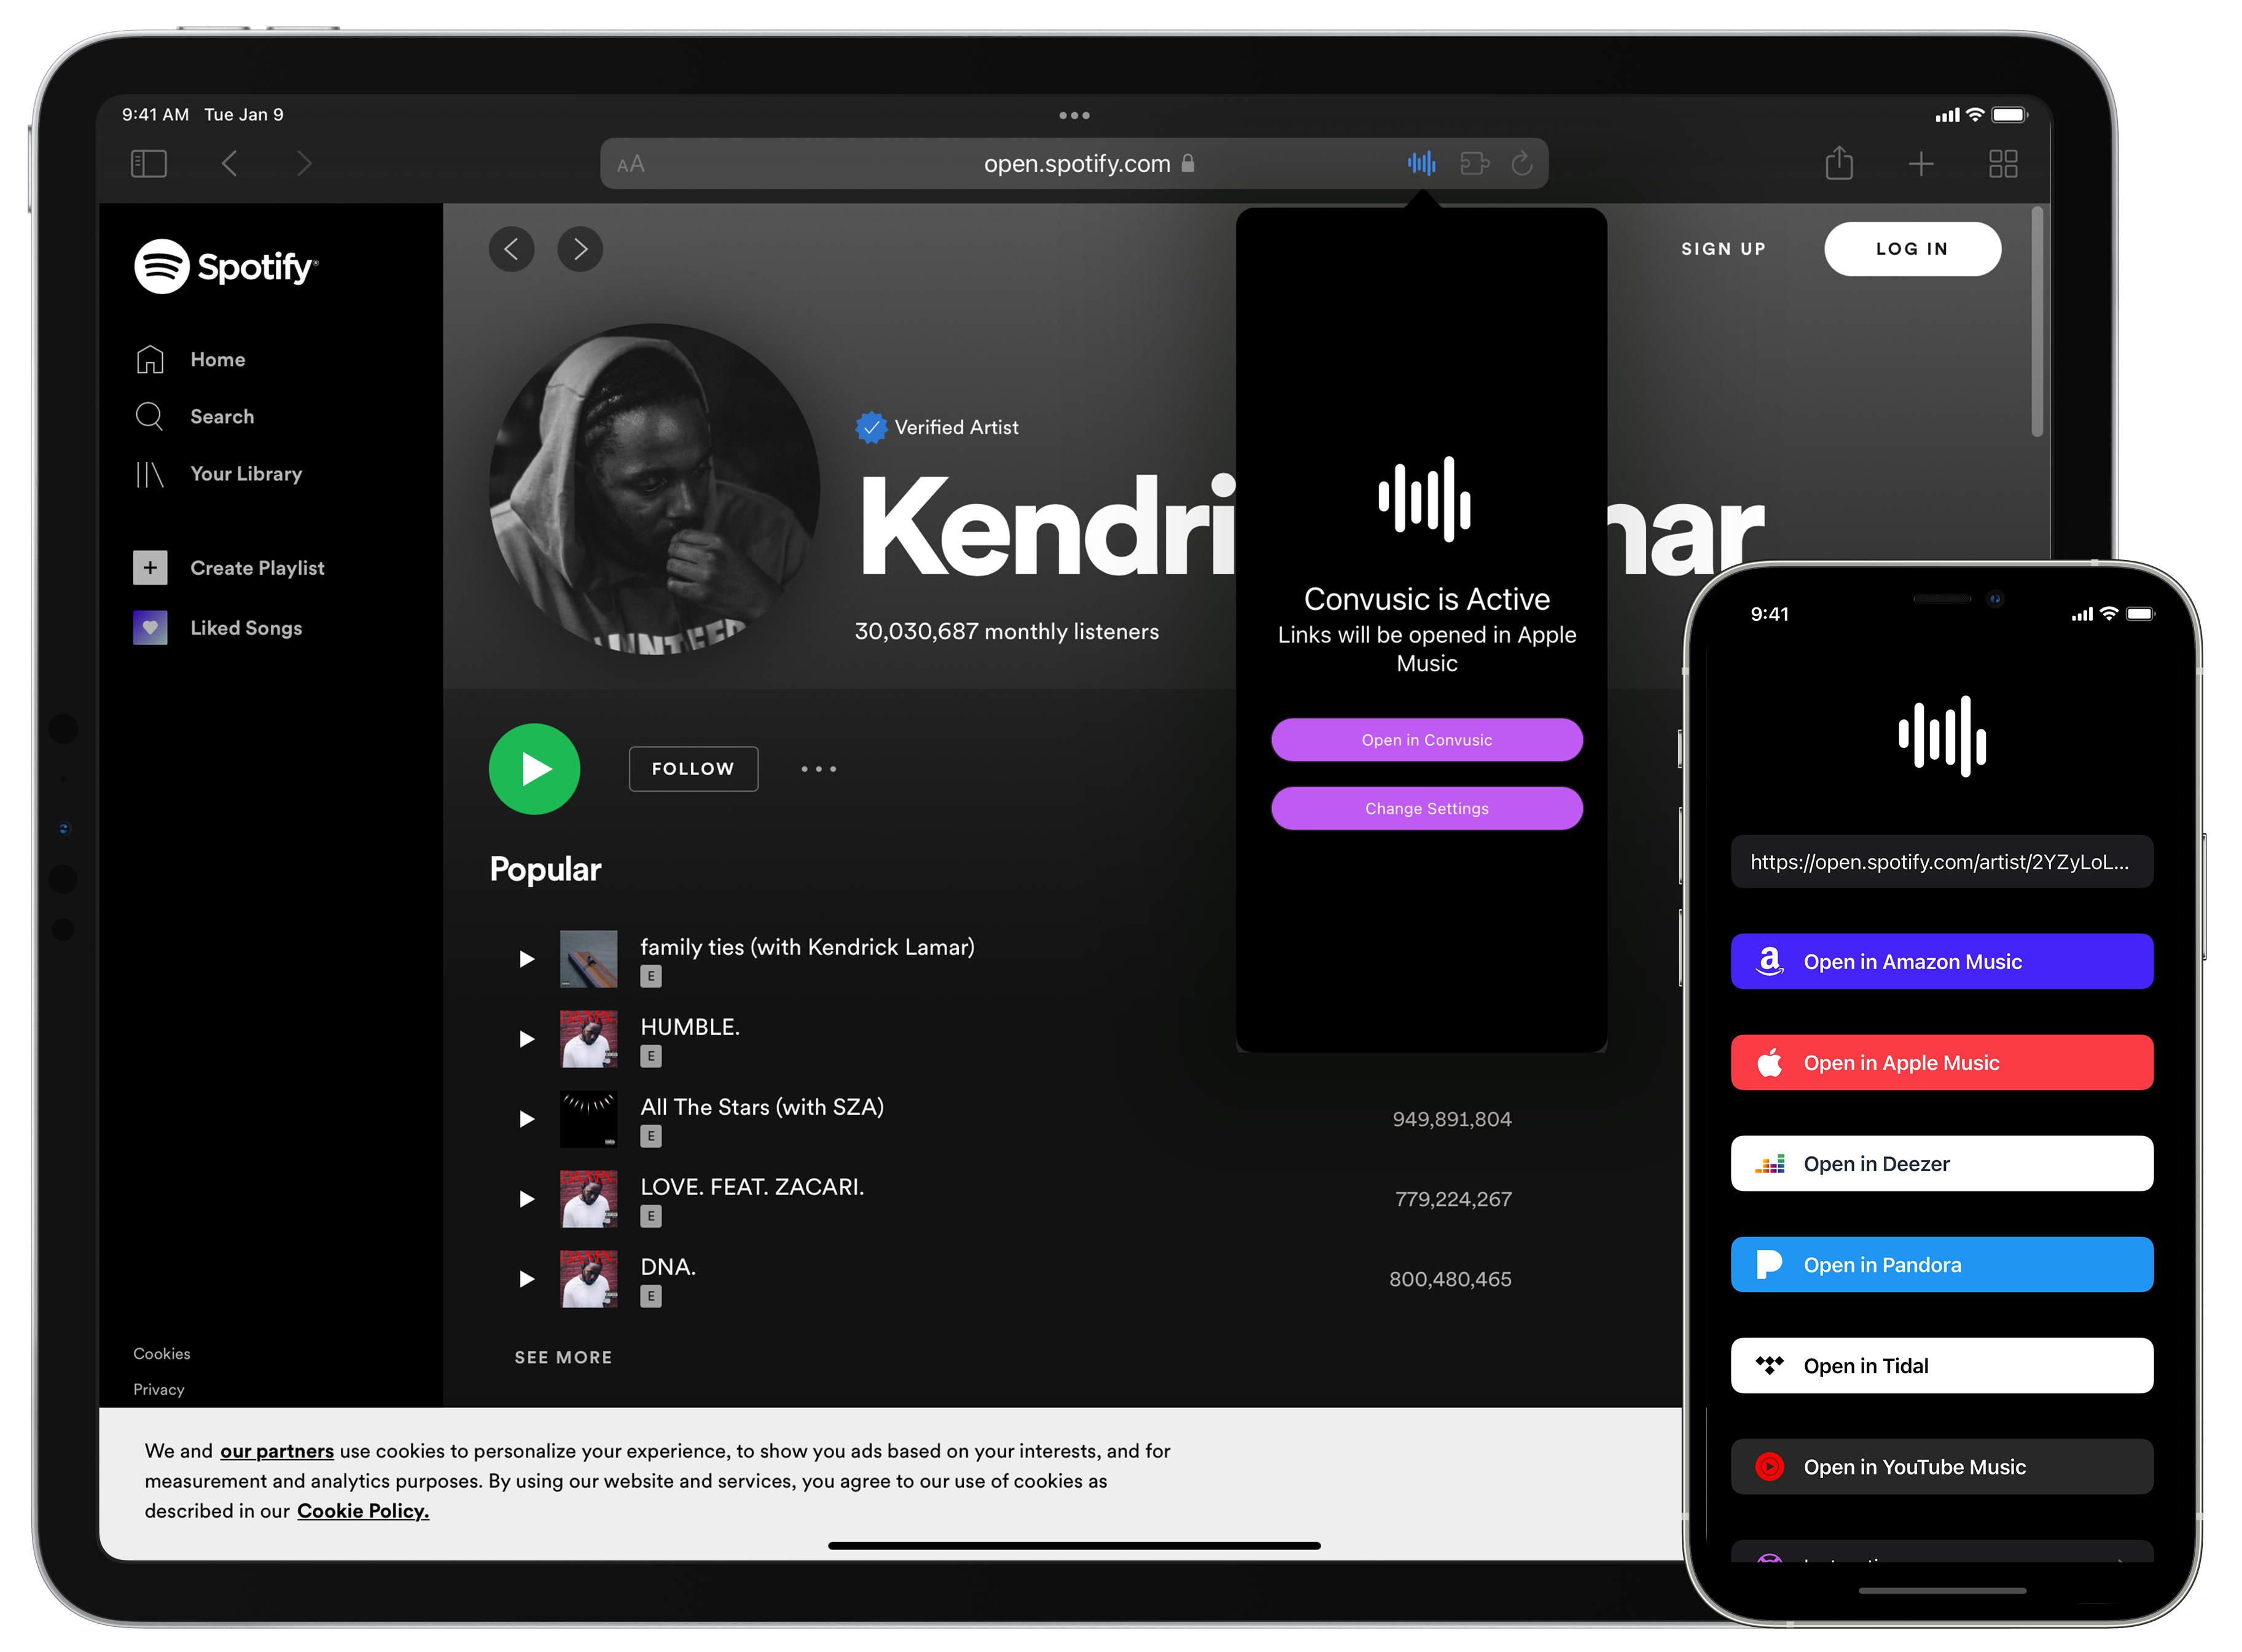 9:41 AM Tue Jan 9
AA open.spotify.com
Spotify
Home
Search
Your Library
Create Playlist
Liked Songs
Cookies
Privacy
SIGN UP LOG IN
Verified Artist
Kendri mar
30,030,687 monthly listeners
FOLLOW
Popular
family ties (with Kendrick Lamar)
E
HUMBLE.
E
All The Stars (with SZA) 949,891,804
E
LOVE. FEAT. ZACARI. 779,224,267
E
DNA. 800,480,465
E
SEE MORE
We and our partners use cookies to personalize your experience, to show you ads based on your interests, and for
measurement and analytics purposes. By using our website and services, you agree to our use of cookies as
described in our Cookie Policy.
Convusic is Active
Links will be opened in Apple
Music
Open in Convusic
Change Settings
9:41
https://open.spotify.com/artist/2YZyLoL...
Open in Amazon Music
Open in Apple Music
Open in Deezer
Open in Pandora
Open in Tidal
Open in YouTube Music